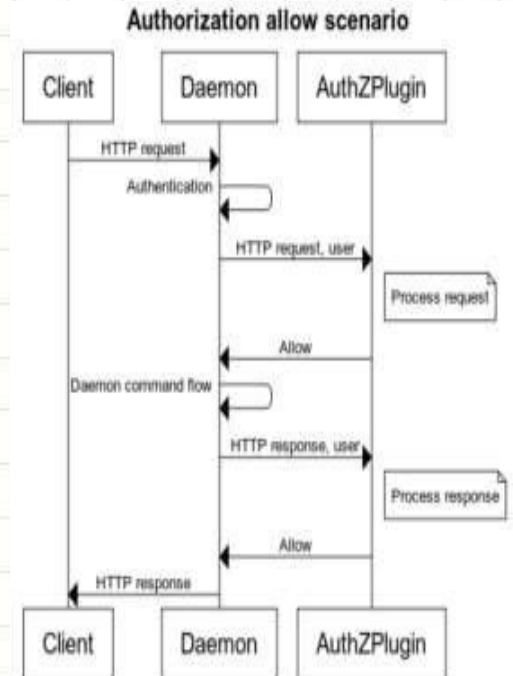 Authorization allow scenario
Client Daemon AuthZPlugin
HTTP request
Authentication
HTTP request, user
Process request
Allow
Daemon command flow
HTTP response, user
Process response
Allow
HTTP response
Client Daemon AuthZPlugin